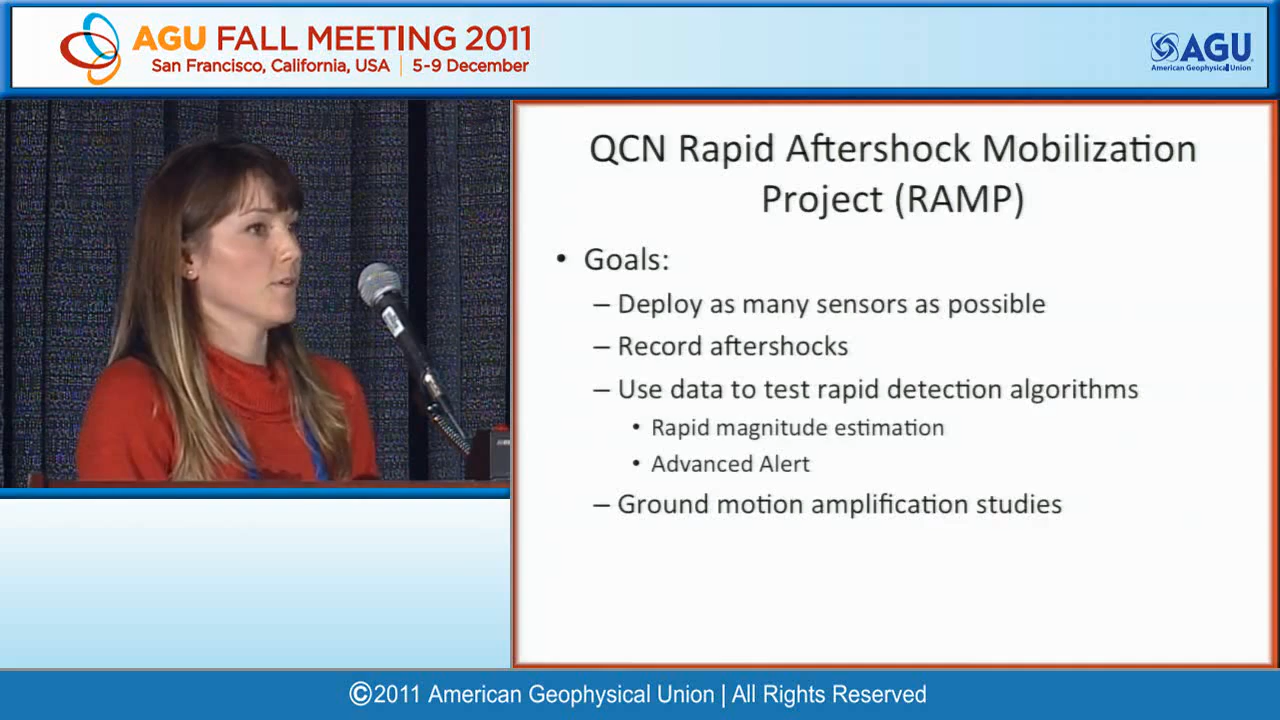 AGU FALL MEETING 2011
San Francisco, California, USA | 5-9 December
AGU
American Geophysical Union
QCN Rapid Aftershock Mobilization
Project (RAMP)
• Goals:
– Deploy as many sensors as possible
– Record aftershocks
– Use data to test rapid detection algorithms
• Rapid magnitude estimation
• Advanced Alert
– Ground motion amplification studies
©2011 American Geophysical Union | All Rights Reserved